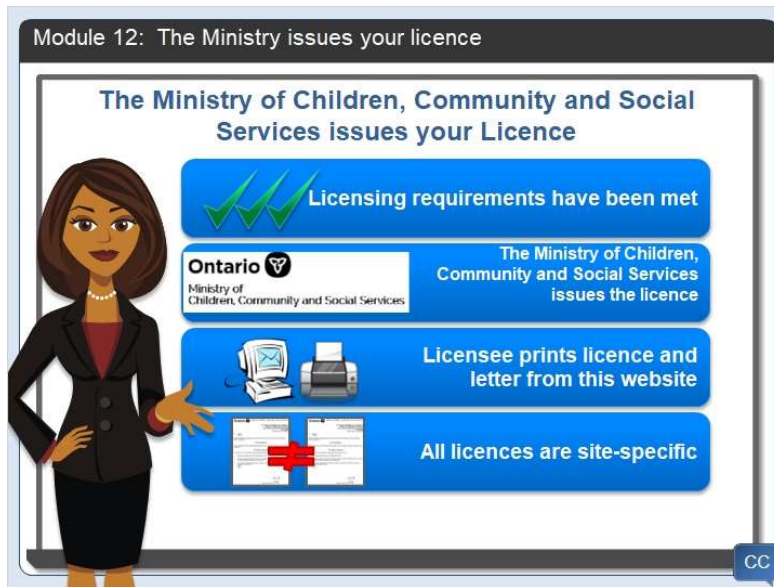 Module 12: The Ministry issues your licence
The Ministry of Children, Community and Social
Services issues your Licence
Licensing requirements have been met
Ontario
Ministry of
Children, Community and Social Services
The Ministry of Children,
Community and Social Services
issues the licence
Licensee prints licence and
letter from this website
All licences are site-specific
CC